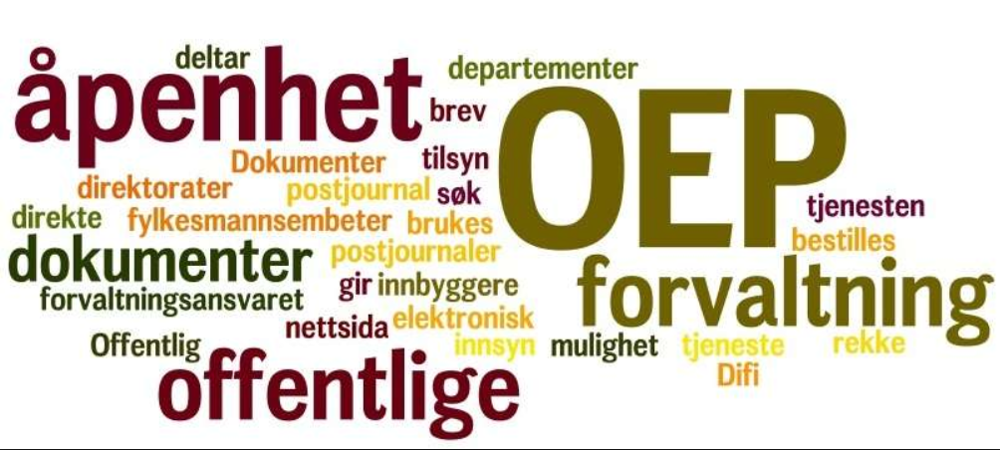 deltar
åpenhet
departementer
brev
OEP
Dokumenter
tilsyn
direktorater
postjournal
søk
tjenesten
direkte
fylkesmannsembeter
brukes
bestilles
dokumenter
postjournaler
forvaltning
forvaltningsansvaret
gir
innbyggere
nettsida
elektronisk
Offentlig
innsyn
mulighet
tjeneste
rekke
offentlige
Difi